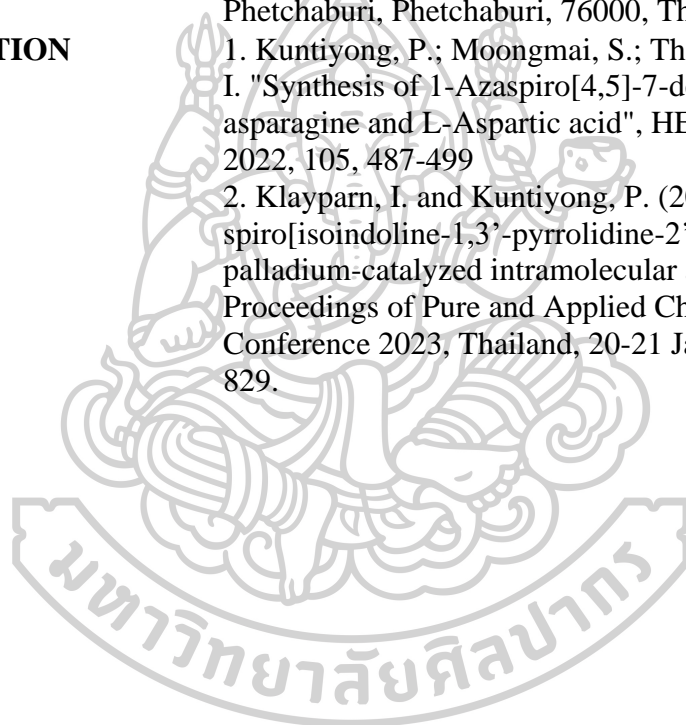 Phetchaburi, Phetchaburi, 76000, Th
TION
1. Kuntiyong, P.; Moongmai, S.; Th
I. "Synthesis of 1-Azaspiro[4,5]-7-d
asparagine and L-Aspartic acid", HE
2022, 105, 487-499
2. Klayparn, I. and Kuntiyong, P. (20
spiro[isoindoline-1,3’-pyrrolidine-2’
palladium-catalyzed intramolecular
Proceedings of Pure and Applied Ch
Conference 2023, Thailand, 20-21 Ja
829.
มหาวิทยาลัยศิลปากร